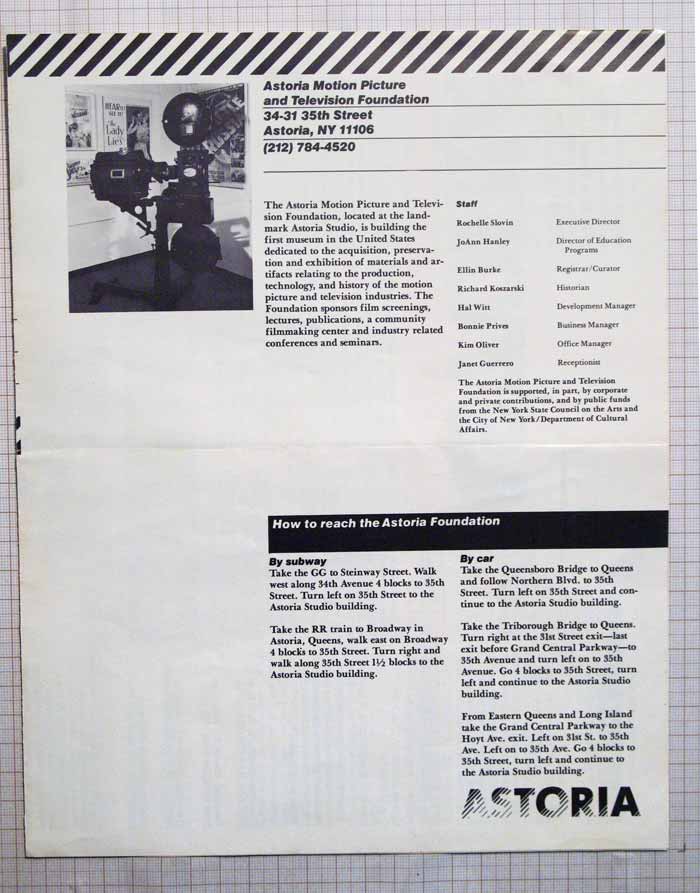 Astoria Motion Picture
and Television Foundation
34-31 35th Street
Astoria, NY 11106
(212) 784-4520
HEAR
the
Lady
Lies
The Astoria Motion Picture and Televi-
sion Foundation, located at the land-
mark Astoria Studio, is building the
first museum in the United States
dedicated to the acquisition, preserva-
tion and exhibition of materials and ar-
tifacts relating to the production,
technology, and history of the motion
picture and television industries. The
Foundation sponsors film screenings,
lectures, publications, a community
filmmaking center and industry related
conferences and seminars.
Staff
Rochelle Slovin Executive Director
JoAnn Hanley Director of Education
Programs
Ellin Burke Registrar/Curator
Richard Koszarski Historian
Hal Witt Development Manager
Bonnie Prives Business Manager
Kim Oliver Office Manager
Janet Guerrero Receptionist
The Astoria Motion Picture and Television
Foundation is supported, in part, by corporate
and private contributions, and by public funds
from the New York State Council on the Arts and
the City of New York/Department of Cultural
Affairs.
How to reach the Astoria Foundation
By subway
Take the GG to Steinway Street. Walk
west along 34th Avenue 4 blocks to 35th
Street. Turn left on 35th Street to the
Astoria Studio building.
Take the RR train to Broadway in
Astoria, Queens, walk east on Broadway
4 blocks to 35th Street. Turn right and
walk along 35th Street 1½ blocks to the
Astoria Studio building.
By car
Take the Queensboro Bridge to Queens
and follow Northern Blvd. to 35th
Street. Turn left on 35th Street and con-
tinue to the Astoria Studio building.
Take the Triborough Bridge to Queens.
Turn right at the 31st Street exit—last
exit before Grand Central Parkway—to
35th Avenue and turn left on to 35th
Avenue. Go 4 blocks to 35th Street, turn
left and continue to the Astoria Studio
building.
From Eastern Queens and Long Island
take the Grand Central Parkway to the
Hoyt Ave. exit. Left on 31st St. to 35th
Ave. Left on to 35th Ave. Go 4 blocks to
35th Street, turn left and continue to
the Astoria Studio building.
ASTORIA